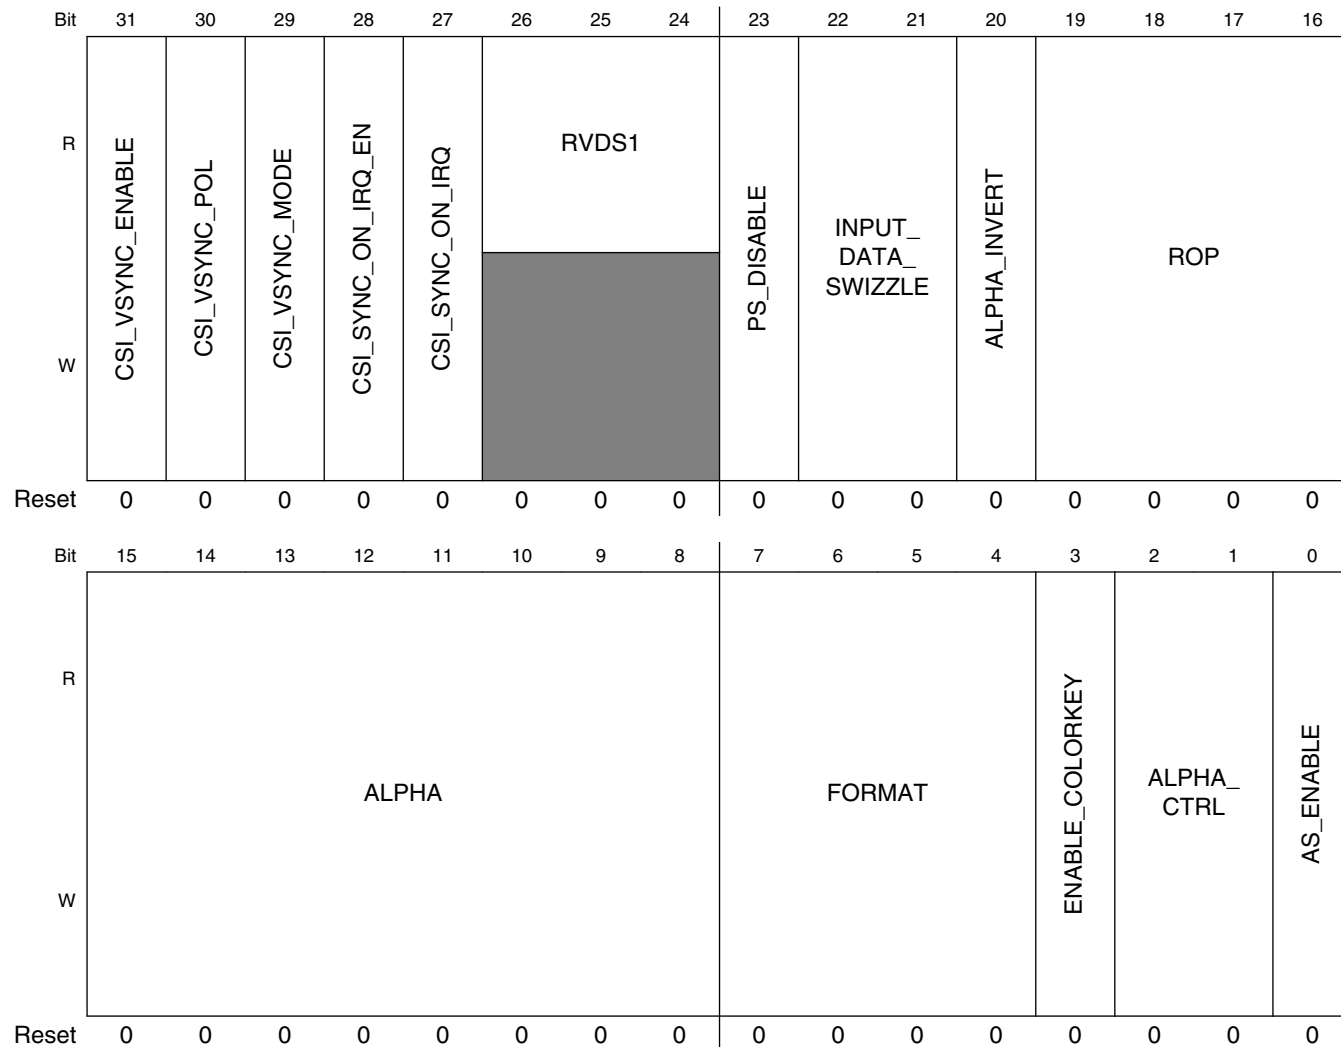 Bit 31 30 29 28 27 26 25 24 23 22 21 20 19 18 17 16
R
W
CSI_VSYNC_ENABLE
CSI_VSYNC_POL
CSI_VSYNC_MODE
CSI_SYNC_ON_IRQ_EN
CSI_SYNC_ON_IRQ
RVDS1
PS_DISABLE
INPUT_
DATA_
SWIZZLE
ALPHA_INVERT
ROP
Reset 0 0 0 0 0 0 0 0 0 0 0 0 0 0 0 0
Bit 15 14 13 12 11 10 9 8 7 6 5 4 3 2 1 0
R
W
ALPHA
FORMAT
ENABLE_COLORKEY
ALPHA_
CTRL
AS_ENABLE
Reset 0 0 0 0 0 0 0 0 0 0 0 0 0 0 0 0